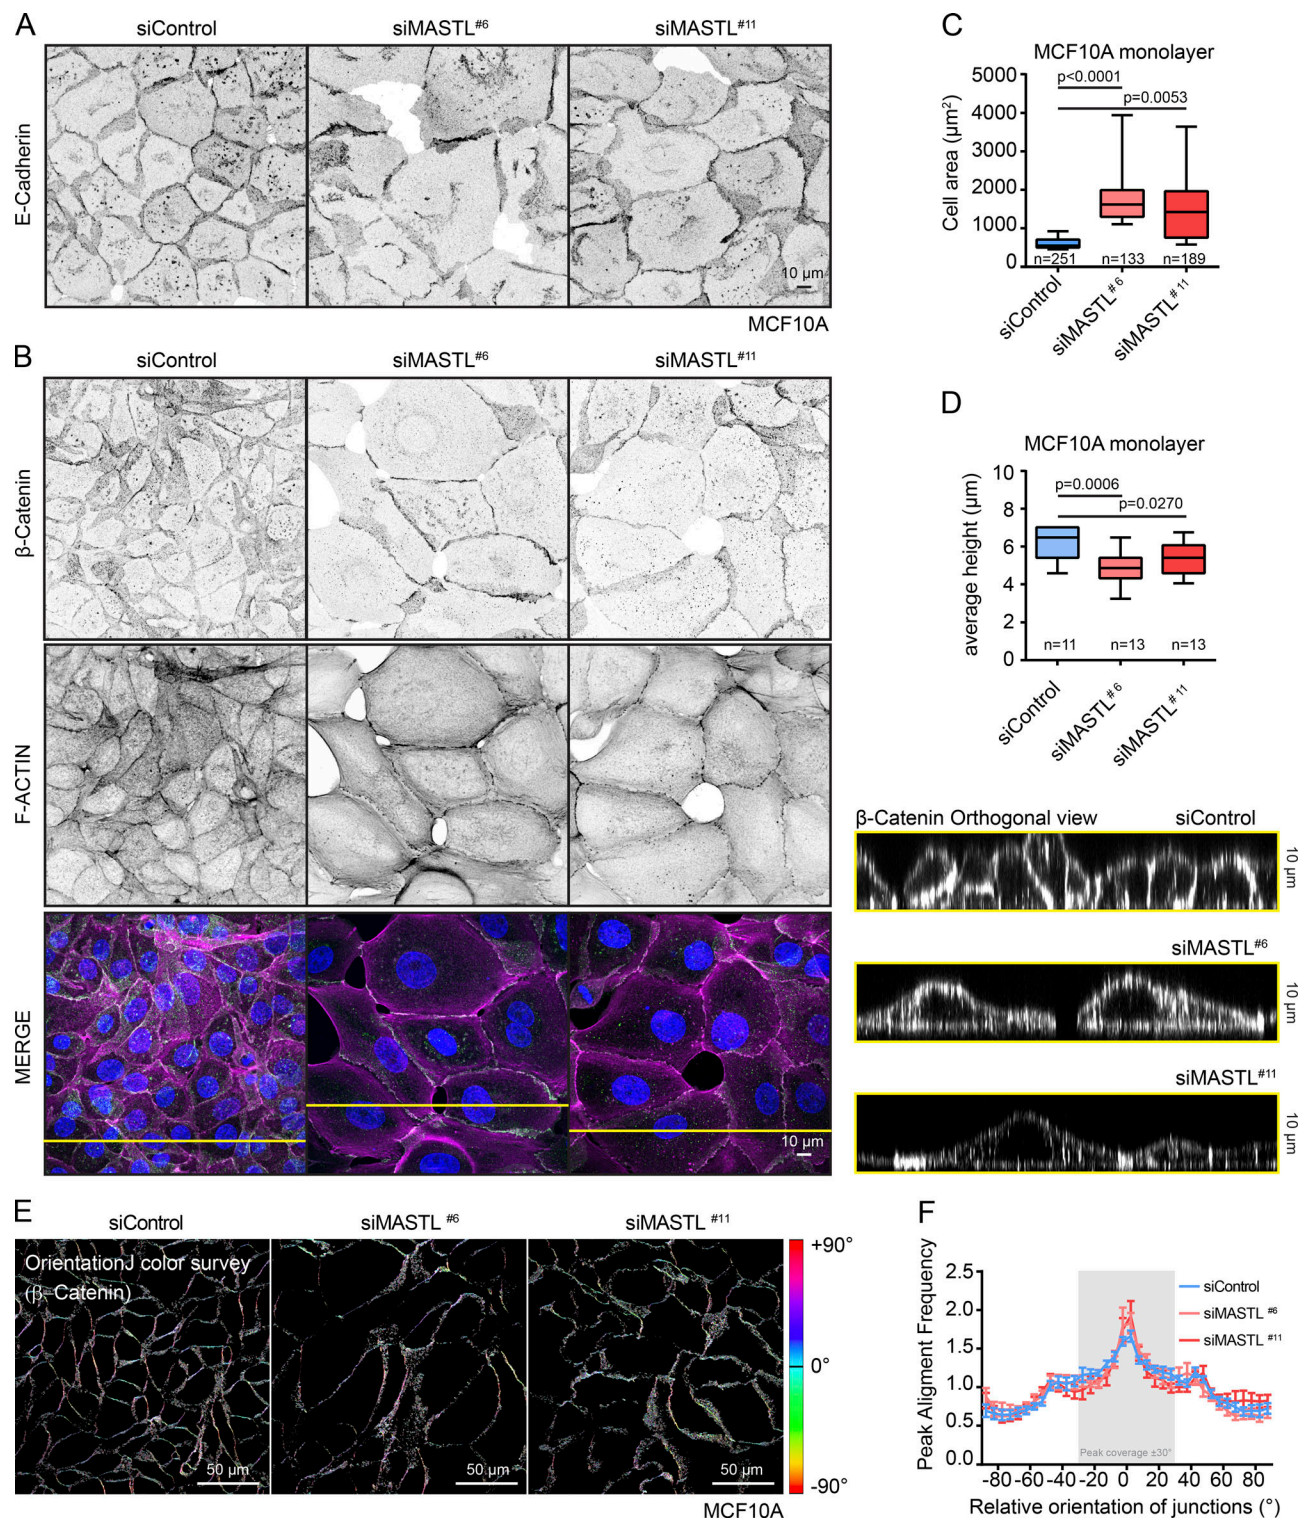 A
siControl
siMASTL#6
siMASTL#11
E-Cadherin
10 µm
MCF10A
B
siControl
siMASTL#6
siMASTL#11
β-Catenin
F-ACTIN
MERGE
10 µm
C
MCF10A monolayer
p<0.0001
p=0.0053
Cell area (µm²)
5000
4000
3000
2000
1000
0
n=251
n=133
n=189
siControl
siMASTL#6
siMASTL#11
D
MCF10A monolayer
p=0.0006
p=0.0270
average height (µm)
10
8
6
4
2
0
n=11
n=13
n=13
siControl
siMASTL#6
siMASTL#11
β-Catenin Orthogonal view
siControl
10 µm
siMASTL#6
10 µm
siMASTL#11
10 µm
E
siControl
siMASTL #6
siMASTL #11
OrientationJ color survey
(β-Catenin)
50 µm
50 µm
50 µm
+90°
0°
-90°
MCF10A
F
Peak Aligment Frequency
2.5
2.0
1.5
1.0
0.5
0.0
siControl
siMASTL #6
siMASTL #11
Peak coverage ±30°
-80 -60 -40 -20 0 20 40 60 80
Relative orientation of junctions (°)